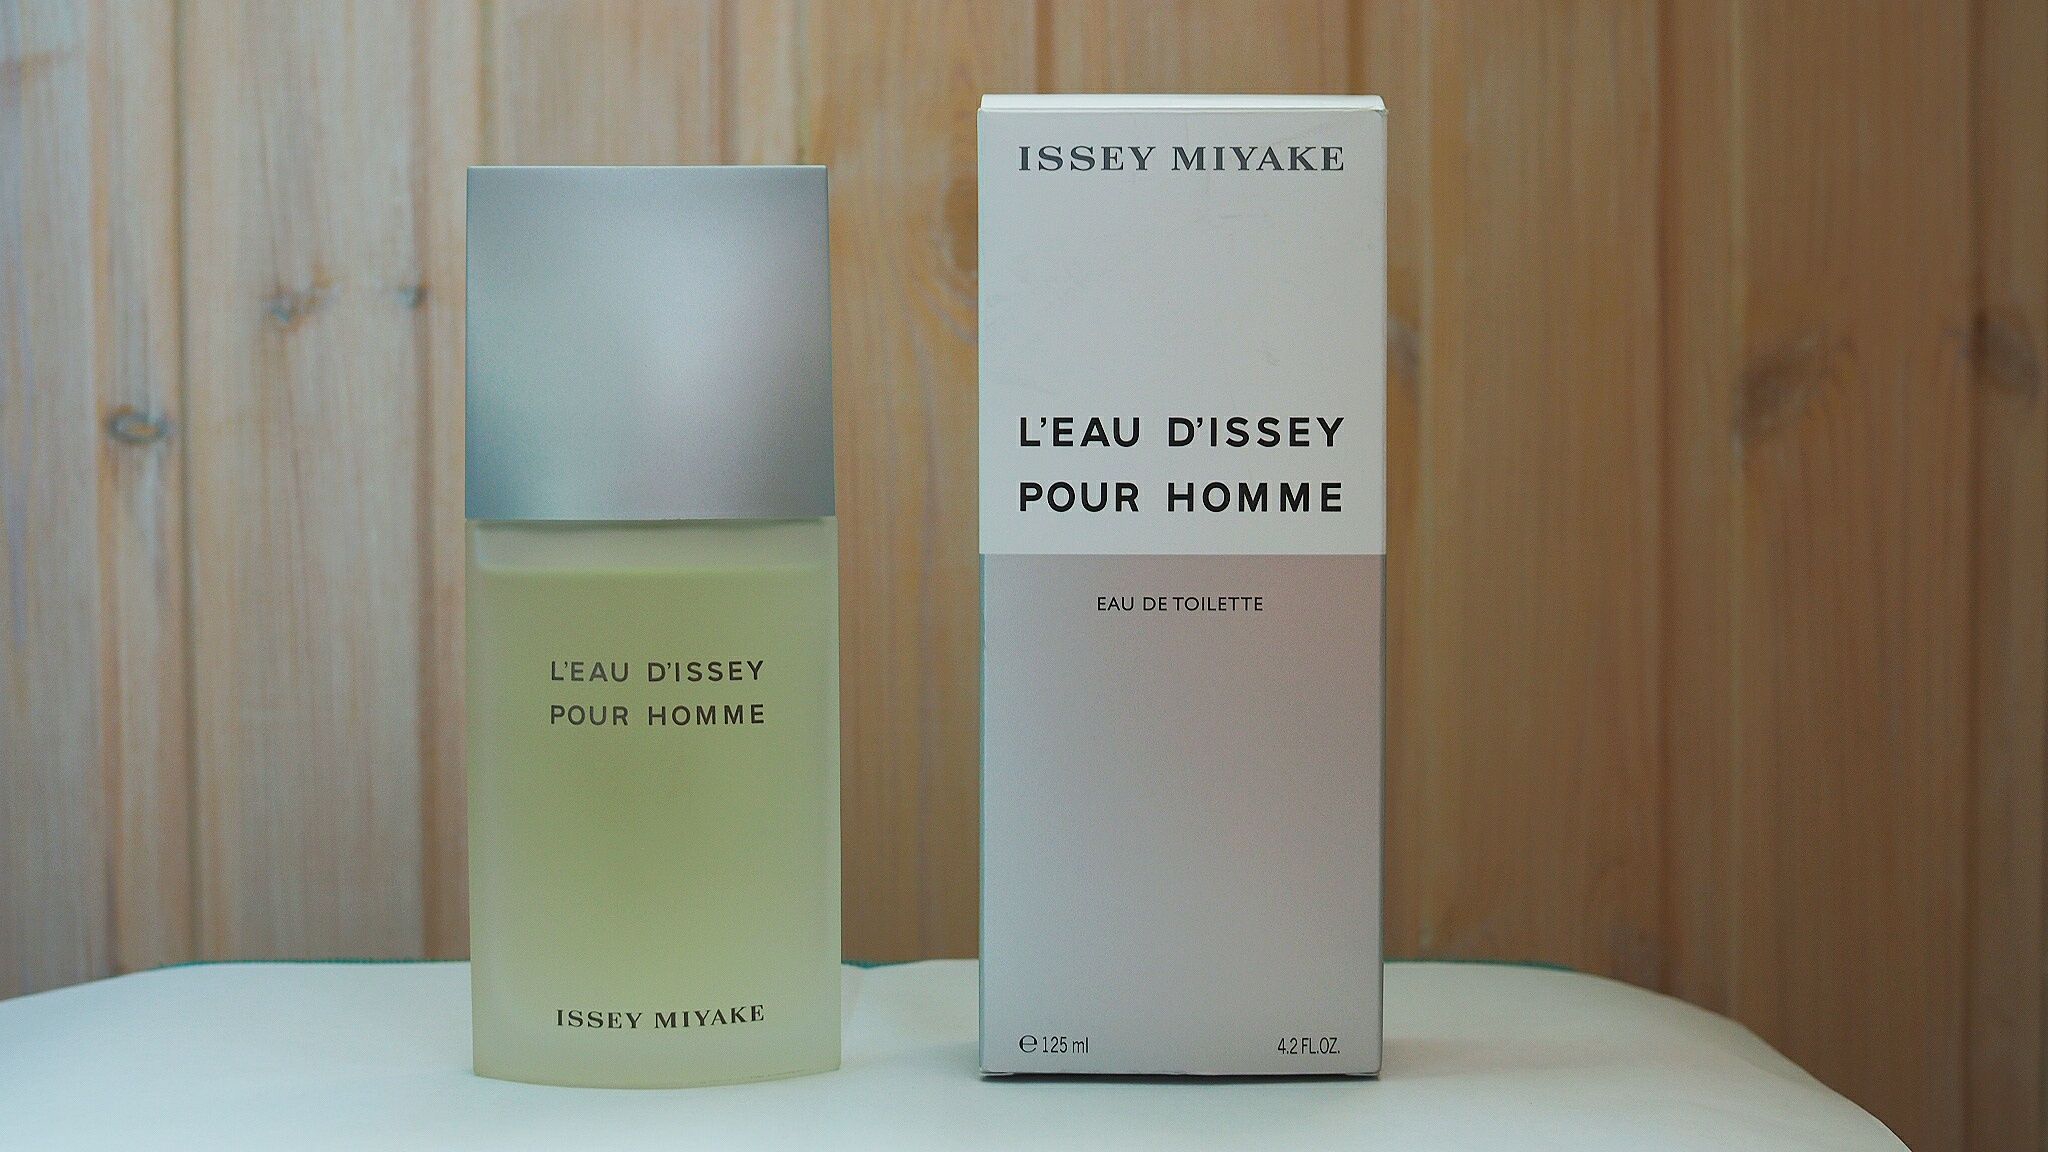 L'EAU D'ISSEY
POUR HOMME
ISSEY MIYAKE
ISSEY MIYAKE
L'EAU D'ISSEY
POUR HOMME
EAU DE TOILETTE
℮ 125 ml 4.2 FL.OZ.